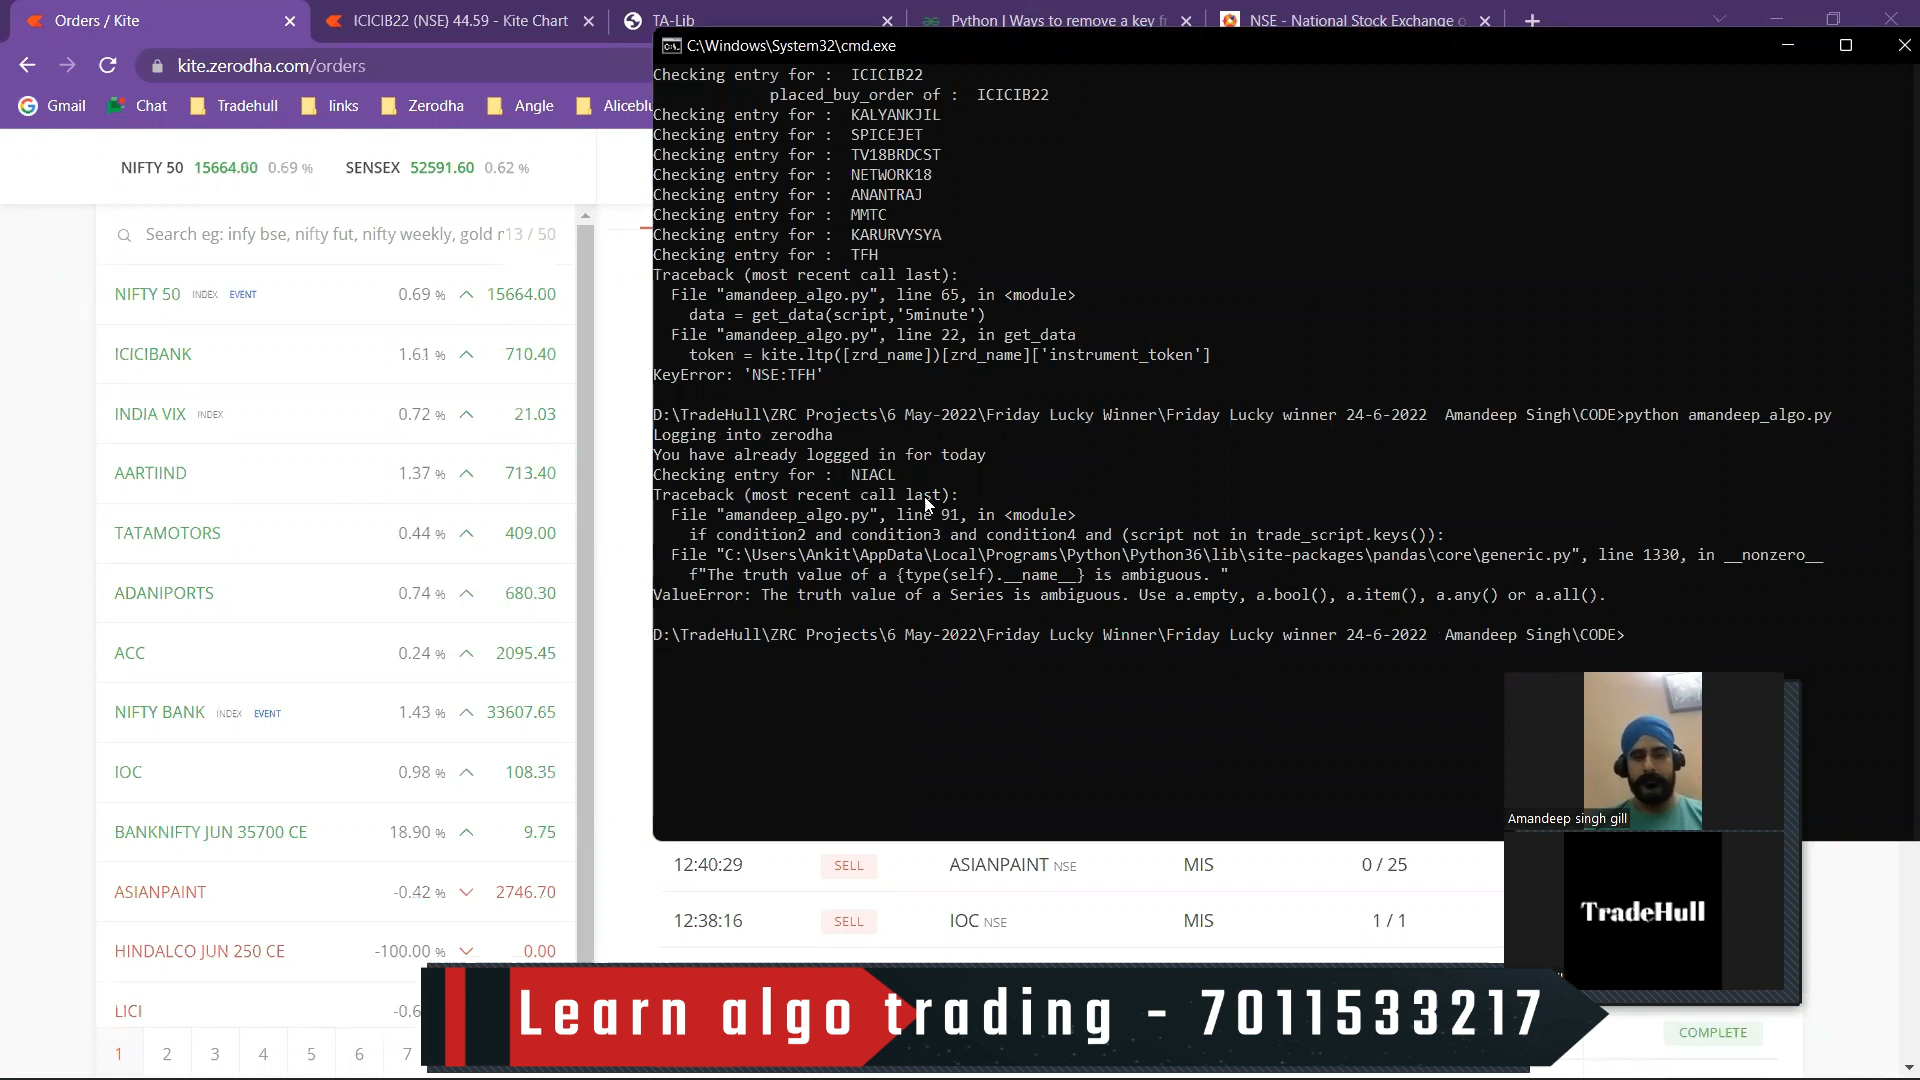 Orders / Kite
ICICIB22 (NSE) 44.59 - Kite Chart
TA-Lib
Python | Ways to remove a key fr
NSE - National Stock Exchange o
C:\Windows\System32\cmd.exe
kite.zerodha.com/orders
Gmail
Chat
Tradehull
links
Zerodha
Angle
Aliceblu
NIFTY 50 15664.00 0.69 %
SENSEX 52591.60 0.62 %
Search eg: infy bse, nifty fut, nifty weekly, gold 13 / 50
NIFTY 50 INDEX EVENT 0.69 % 15664.00
ICICIBANK 1.61 % 710.40
INDIA VIX INDEX 0.72 % 21.03
AARTIIND 1.37 % 713.40
TATAMOTORS 0.44 % 409.00
ADANIPORTS 0.74 % 680.30
ACC 0.24 % 2095.45
NIFTY BANK INDEX EVENT 1.43 % 33607.65
IOC 0.98 % 108.35
BANKNIFTY JUN 35700 CE 18.90 % 9.75
ASIANPAINT -0.42 % 2746.70
HINDALCO JUN 250 CE -100.00 % 0.00
LICI -0.6
1 2 3 4 5 6 7
Checking entry for : ICICIB22
placed_buy_order of : ICICIB22
Checking entry for : KALYANKJIL
Checking entry for : SPICEJET
Checking entry for : TV18BRDCST
Checking entry for : NETWORK18
Checking entry for : ANANTRAJ
Checking entry for : MMTC
Checking entry for : KARURVYSYA
Checking entry for : TFH
Traceback (most recent call last):
File "amandeep_algo.py", line 65, in <module>
data = get_data(script,'5minute')
File "amandeep_algo.py", line 22, in get_data
token = kite.ltp([zrd_name])[zrd_name]['instrument_token']
KeyError: 'NSE:TFH'
D:\TradeHull\ZRC Projects\6 May-2022\Friday Lucky Winner\Friday Lucky winner 24-6-2022  Amandeep Singh\CODE>python amandeep_algo.py
Logging into zerodha
You have already loggged in for today
Checking entry for : NIACL
Traceback (most recent call last):
File "amandeep_algo.py", line 91, in <module>
if condition2 and condition3 and condition4 and (script not in trade_script.keys()):
File "C:\Users\Ankit\AppData\Local\Programs\Python\Python36\lib\site-packages\pandas\core\generic.py", line 1330, in __nonzero__
f"The truth value of a {type(self).__name__} is ambiguous. "
ValueError: The truth value of a Series is ambiguous. Use a.empty, a.bool(), a.item(), a.any() or a.all().
D:\TradeHull\ZRC Projects\6 May-2022\Friday Lucky Winner\Friday Lucky winner 24-6-2022  Amandeep Singh\CODE>
Amandeep singh gill
TradeHull
12:40:29 SELL ASIANPAINT NSE MIS 0 / 25
12:38:16 SELL IOC NSE MIS 1 / 1
COMPLETE
Learn algo trading - 7011533217